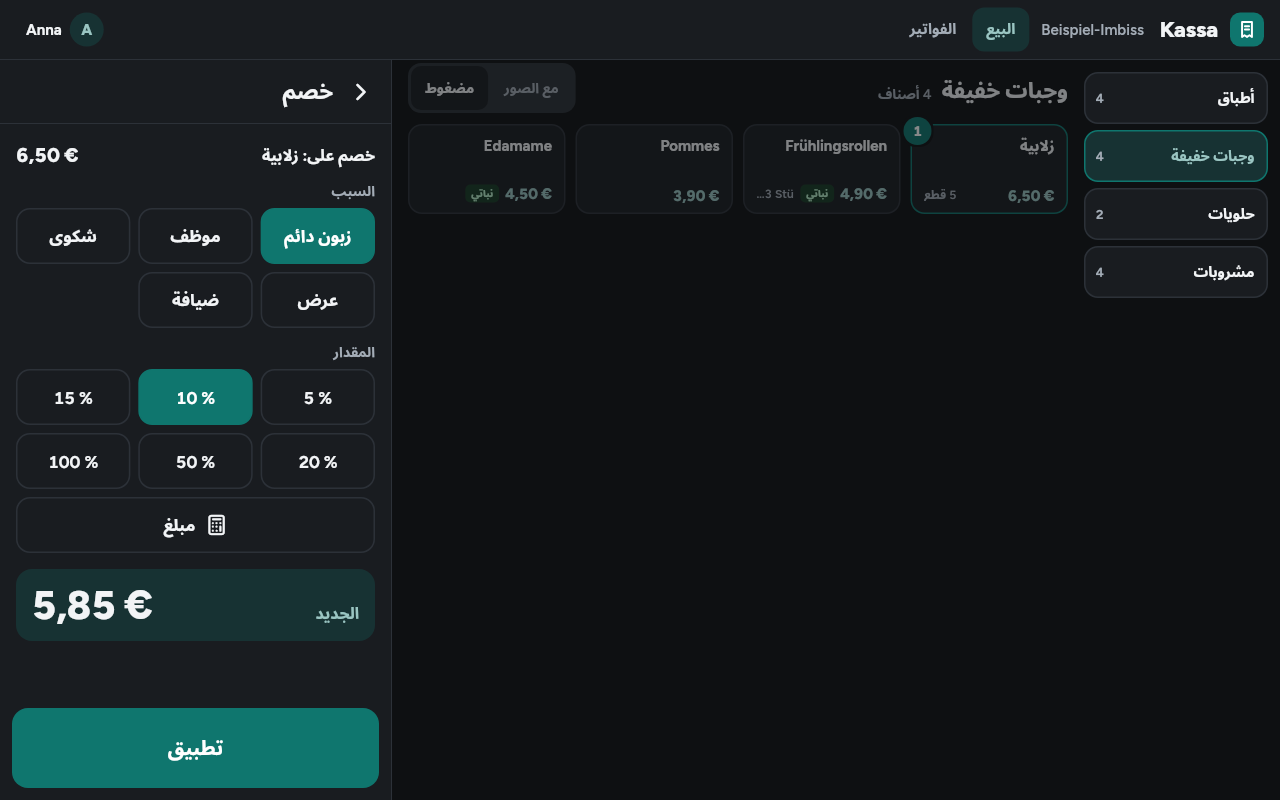 Kassa
Beispiel-Imbiss
البيع
الفواتير
A
Anna
أطباق
4
وجبات خفيفة
4
حلويات
2
مشروبات
4
وجبات خفيفة
4 أصناف
مع الصور
مضغوط
1
زلابية
6,50 €
5 قطع
Frühlingsrollen
4,90 €
نباتي
3 Stü…
Pommes
3,90 €
Edamame
4,50 €
نباتي
خصم
خصم على: زلابية
6,50 €
السبب
زبون دائم
موظف
شكوى
عرض
ضيافة
المقدار
5 %
10 %
15 %
20 %
50 %
100 %
مبلغ
الجديد
5,85 €
تطبيق